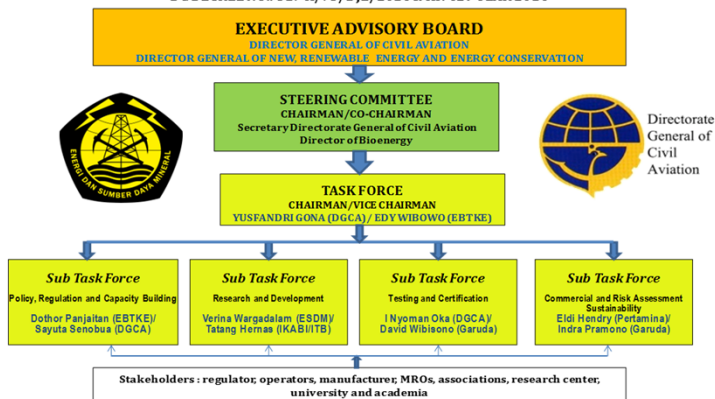 EXECUTIVE ADVISORY BOARD
DIRECTOR GENERAL OF CIVIL AVIATION
DIRECTOR GENERAL OF NEW, RENEWABLE ENERGY AND ENERGY CONSERVATION
STEERING COMMITTEE
CHAIRMAN/CO-CHAIRMAN
Secretary Directorate General of Civil Aviation
Director of Bioenergy
ENERGI DAN SUMBER DAYA MINERAL
Directorate
General of
Civil
Aviation
TASK FORCE
CHAIRMAN/VICE CHAIRMAN
YUSFANDRI GONA (DGCA)/ EDY WIBOWO (EBTKE)
Sub Task Force
Policy, Regulation and Capacity Building
Dothor Panjaitan (EBTKE)/
Sayuta Senobua (DGCA)
Sub Task Force
Research and Development
Verina Wargadalam (ESDM)/
Tatang Hernas (IKABI/ITB)
Sub Task Force
Testing and Certification
I Nyoman Oka (DGCA)/
David Wibisono (Garuda)
Sub Task Force
Commercial and Risk Assessment
Sustainability
Eldi Hendry (Pertamina)/
Indra Pramono (Garuda)
Stakeholders : regulator, operators, manufacturer, MROs, associations, research center,
university and academia